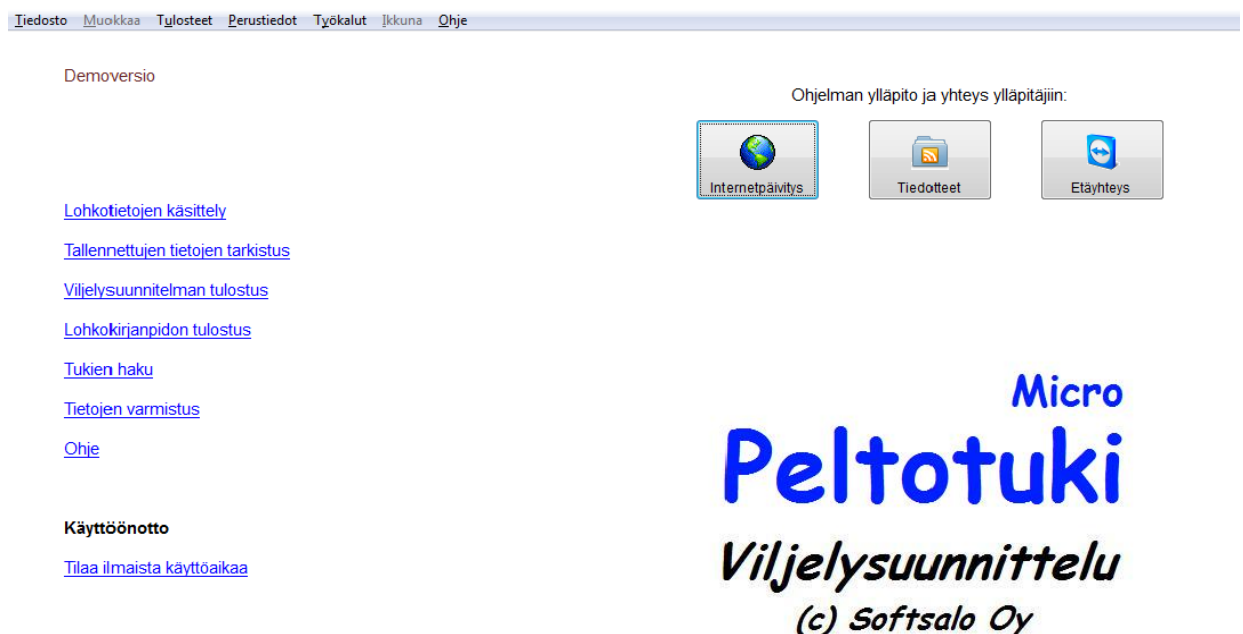 Tiedosto Muokkaa Tulosteet Perustiedot Työkalut Ikkuna Ohje
Demoversio
Ohjelman ylläpito ja yhteys ylläpitäjiin:
Internetpäivitys Tiedotteet Etäyhteys
Lohkotietojen käsittely
Tallennettujen tietojen tarkistus
Viljelysuunnitelman tulostus
Lohkokirjanpidon tulostus
Tukien haku
Tietojen varmistus
Ohje
Käyttöönotto
Tilaa ilmaista käyttöaikaa
Micro
Peltotuki
Viljelysuunnittelu
(c) Softsalo Oy